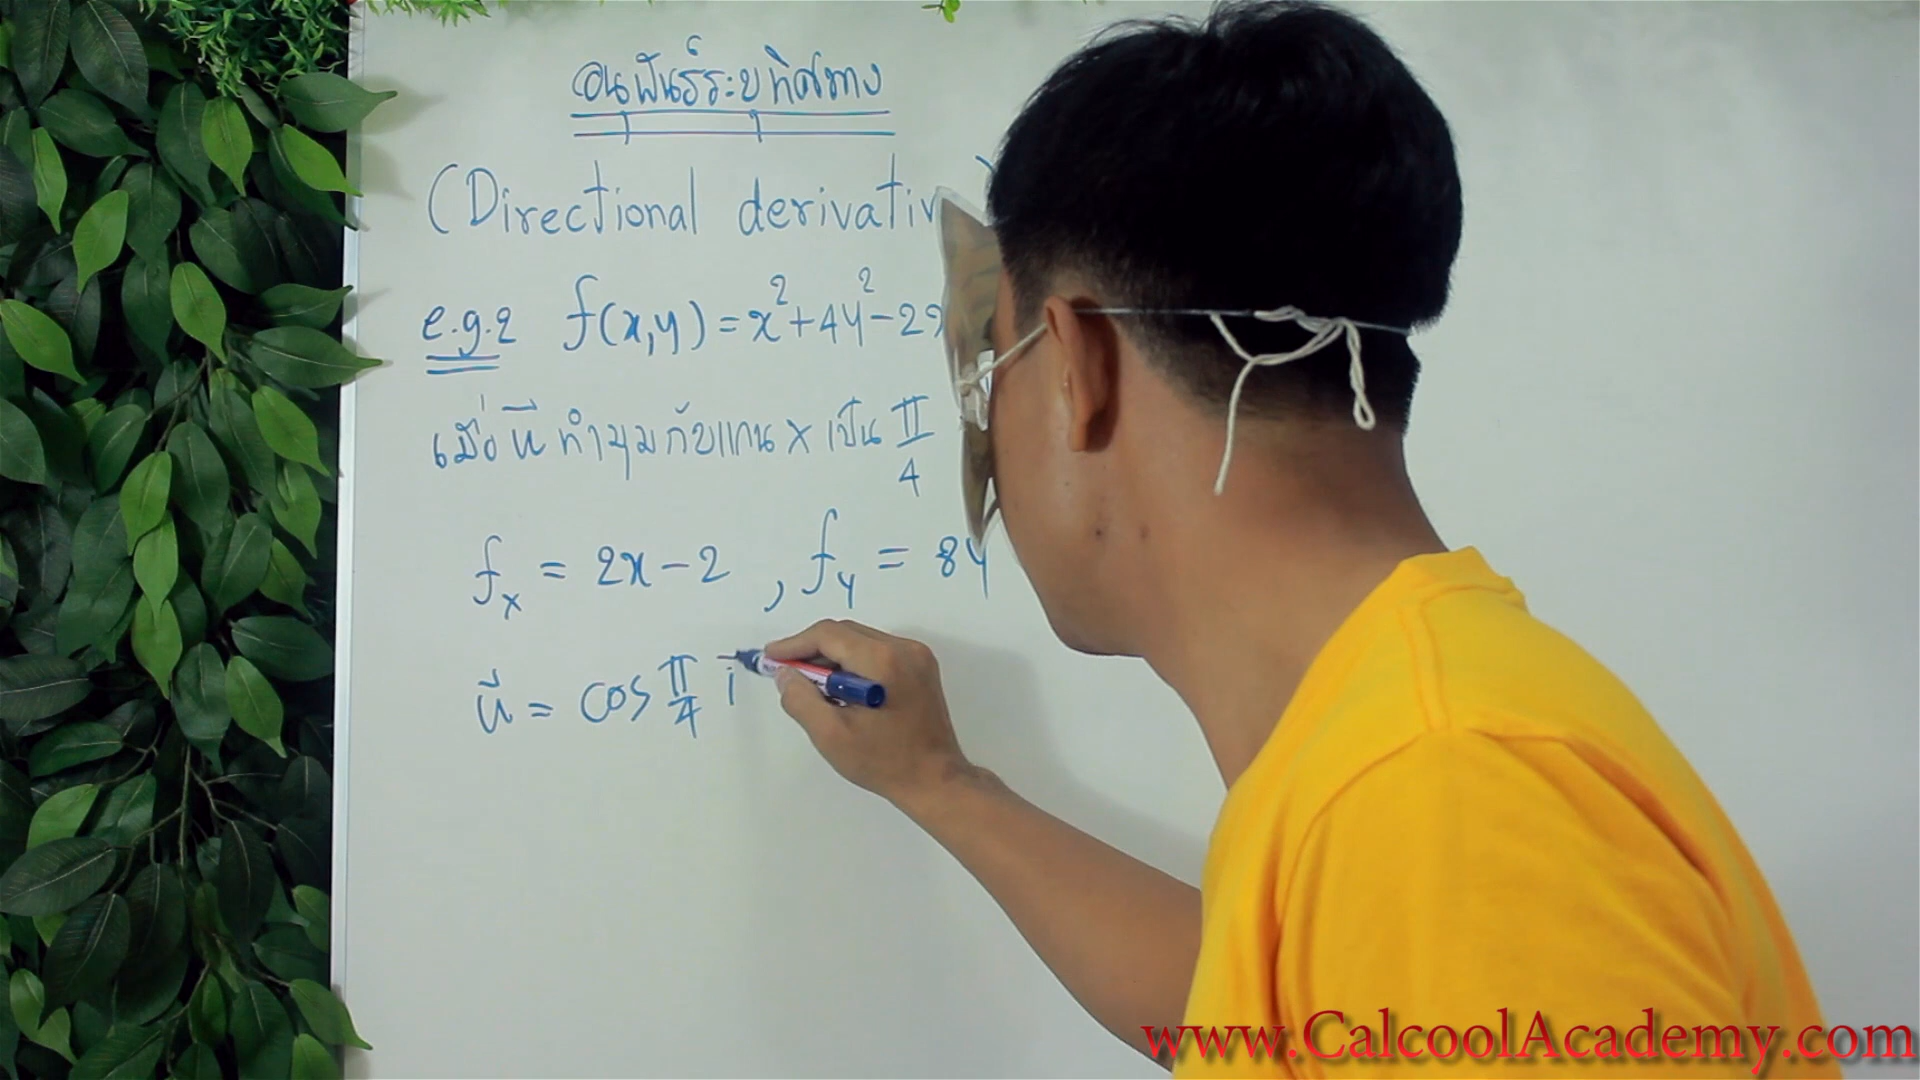 อนุพันธ์ระบุทิศทาง
(Directional derivativ
e.g.2 f(x,y) = x² + 4y² - 2x
เมื่อ u⃗ ทำมุมกับแกน x เป็น π/4
fx = 2x - 2 , fy = 8y
u⃗ = cos π/4 i
www.CalcoolAcademy.com